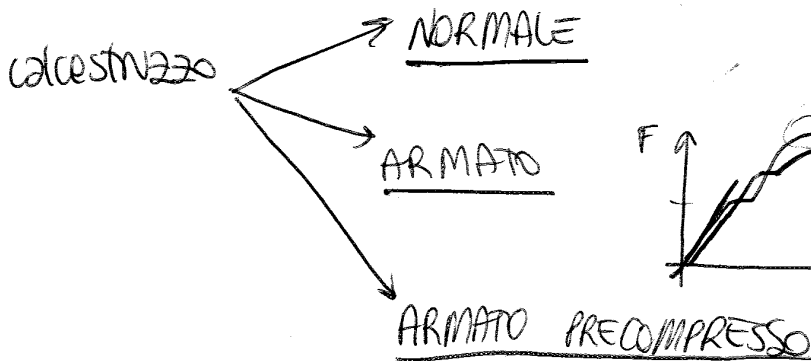 NORMALE
calcestruzzo
ARMATO
F
ARMATO PRECOMPRESSO